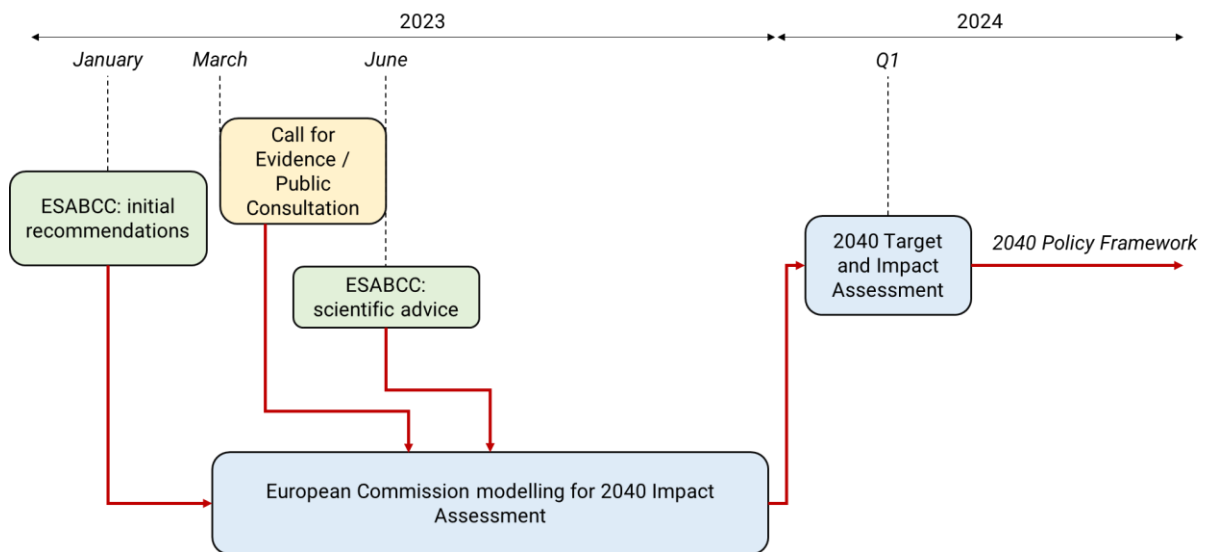 2023
2024
January
March
June
Q1
Call for
Evidence /
Public
Consultation
ESABCC: initial
recommendations
2040 Target
and Impact
Assessment
2040 Policy Framework
ESABCC:
scientific advice
European Commission modelling for 2040 Impact
Assessment